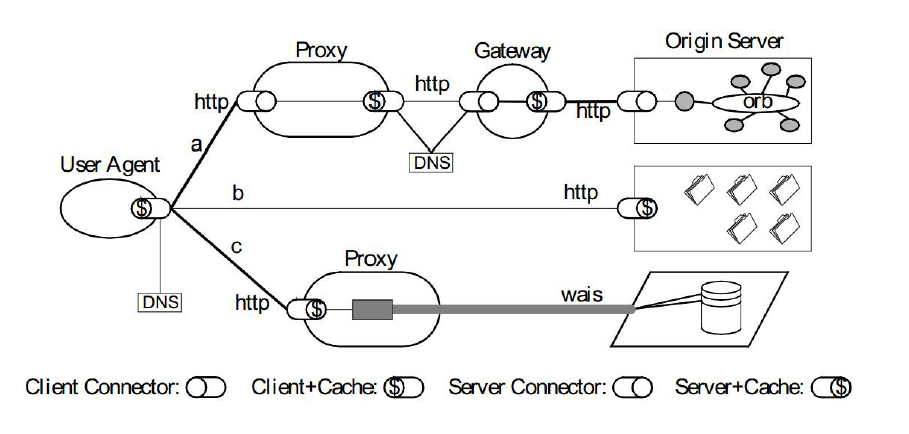 Proxy
Gateway
Origin Server
http
$
http
$
http
orb
a
DNS
User Agent
$
b
http
$
c
Proxy
DNS
http
$
wais
Client Connector:
Client+Cache: $
Server Connector:
Server+Cache: $